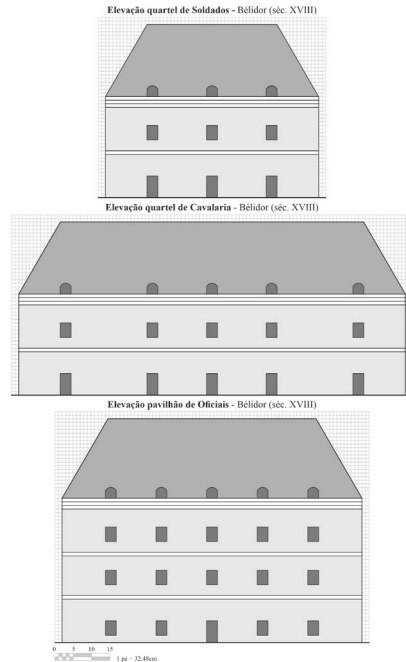 Elevação quartel de Soldados - Bélidor (séc. XVIII)
Elevação quartel de Cavalaria - Bélidor (séc. XVIII)
Elevação pavilhão de Oficiais - Bélidor (séc. XVIII)
0 5 10 15
1 pé = 32,48cm